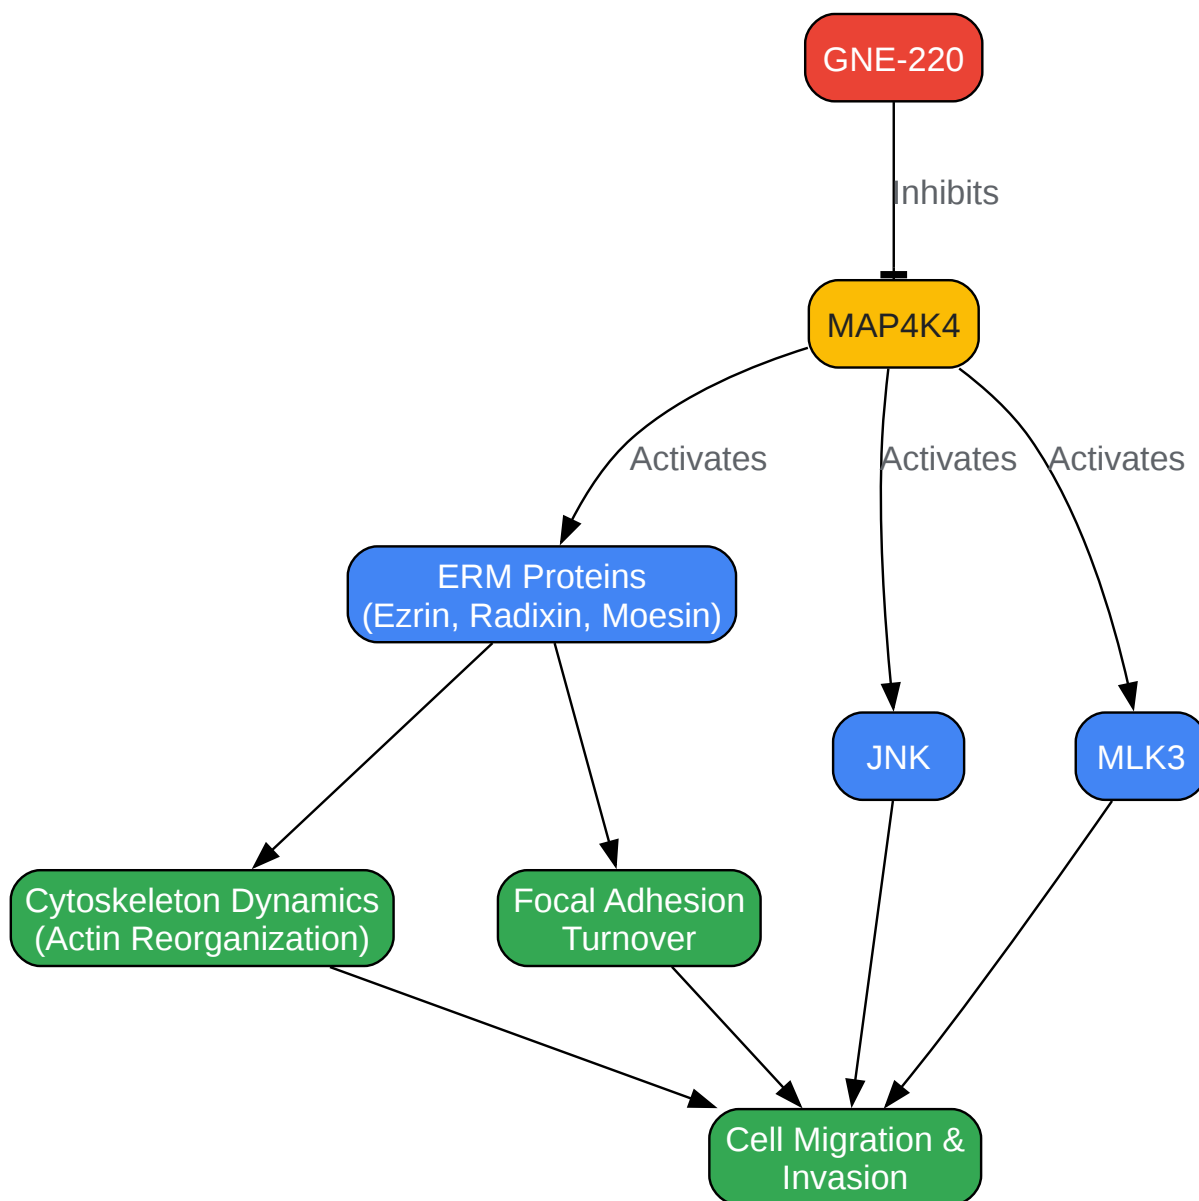 GNE-220
Inhibits
MAP4K4
Activates
Activates
Activates
ERM Proteins
(Ezrin, Radixin, Moesin)
JNK
MLK3
Cytoskeleton Dynamics
(Actin Reorganization)
Focal Adhesion
Turnover
Cell Migration &
Invasion